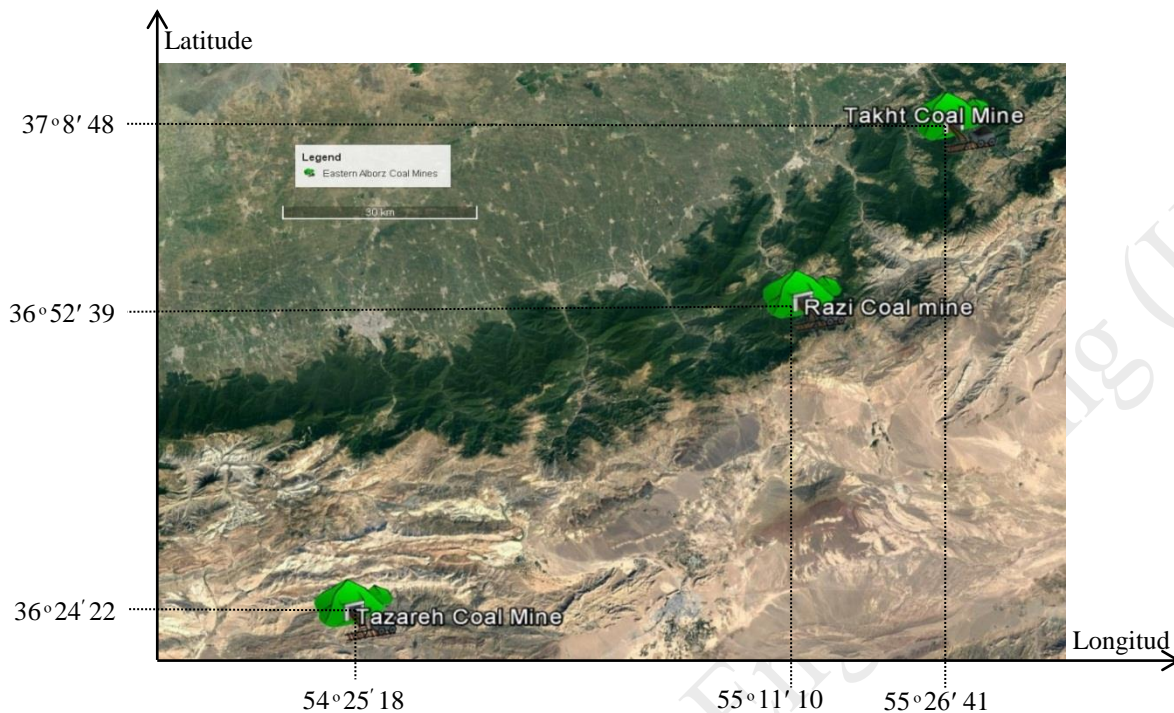 Latitude
37°8′ 48
Takht Coal Mine
Legend
Eastern Alborz Coal Mines
30 km
36°52′ 39
Razi Coal mine
36°24′ 22
Tazareh Coal Mine
Longitud
54°25′ 18
55°11′ 10
55°26′ 41